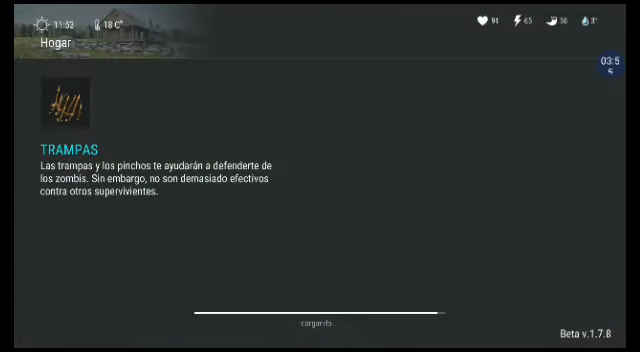 11:53 18 C°
91 65 56
Hogar
03:5
5
TRAMPAS
Las trampas y los pinchos te ayudarán a defenderte de
los zombis. Sin embargo, no son demasiado efectivos
contra otros supervivientes.
cargando..
Beta v.1.7.8